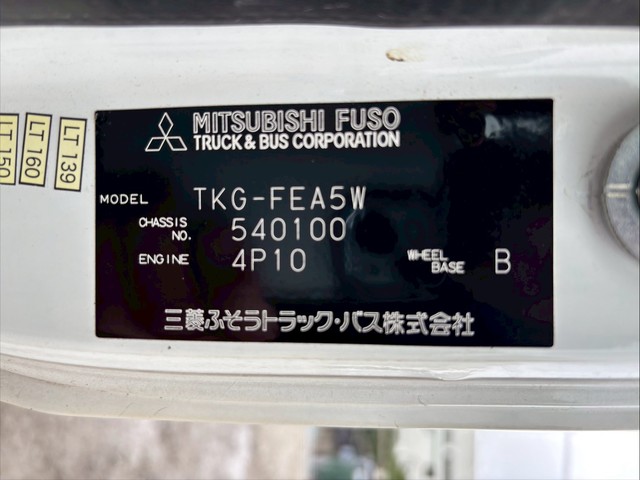 MITSUBISHI FUSO
TRUCK & BUS CORPORATION
MODEL TKG-FEA5W
CHASSIS NO. 540100
ENGINE 4P10 WHEEL BASE B
三菱ふそうトラック・バス株式会社
LT 139
LT 160
LT 150